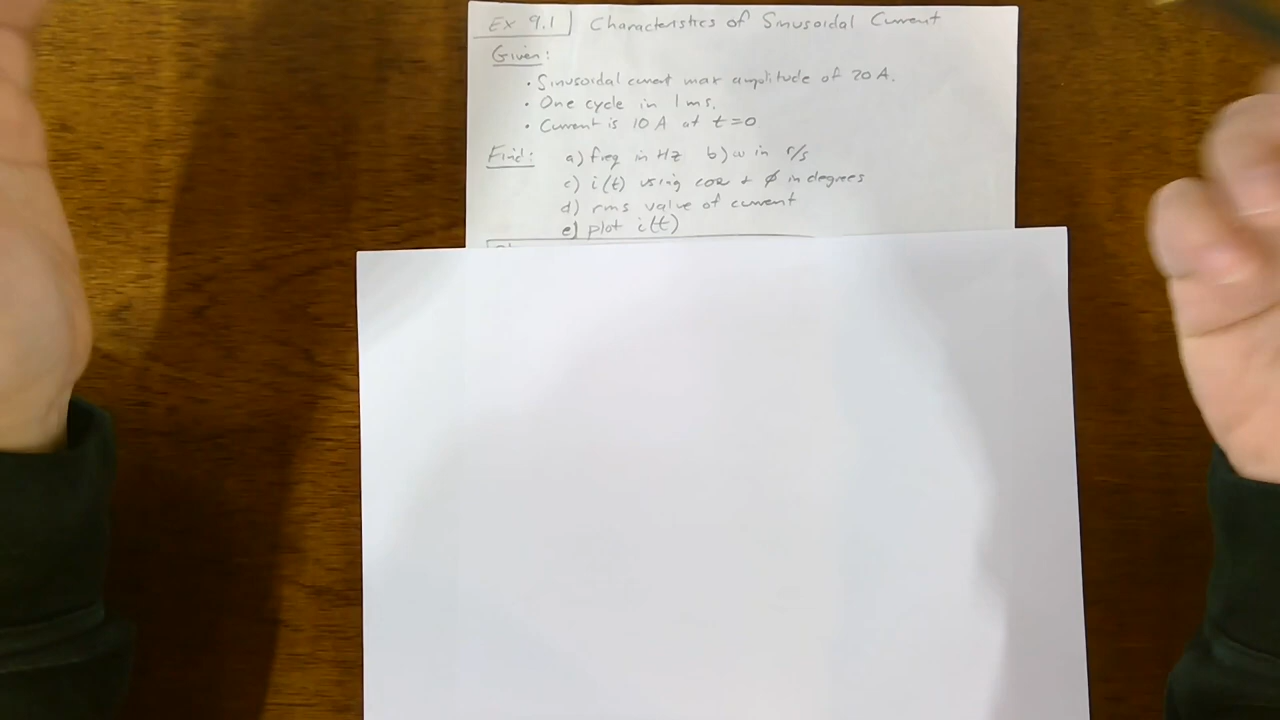 Ex 9.1 Characteristics of Sinusoidal Current
Given:
• Sinusoidal current max amplitude of 20 A.
• One cycle in 1 ms.
• Current is 10 A at t=0
Find: a) freq in Hz b) ω in r/s
c) i(t) using cos + ϕ in degrees
d) rms value of current
e) plot i(t)